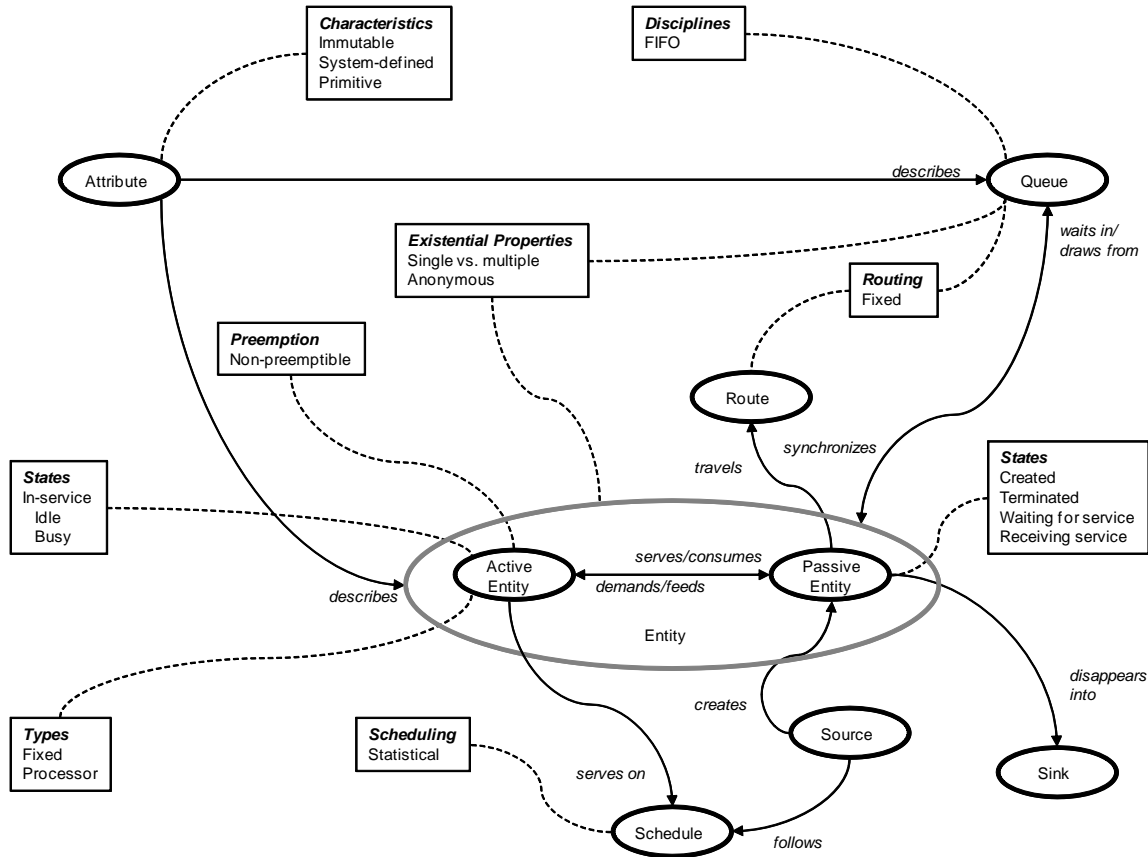 Characteristics
Immutable
System-defined
Primitive
Disciplines
FIFO
Attribute
describes
Queue
Existential Properties
Single vs. multiple
Anonymous
waits in/
draws from
Routing
Fixed
Preemption
Non-preemptible
Route
synchronizes
travels
States
In-service
Idle
Busy
States
Created
Terminated
Waiting for service
Receiving service
Active
Entity
serves/consumes
demands/feeds
Passive
Entity
describes
Entity
disappears
into
creates
Types
Fixed
Processor
Scheduling
Statistical
Source
serves on
Sink
Schedule
follows